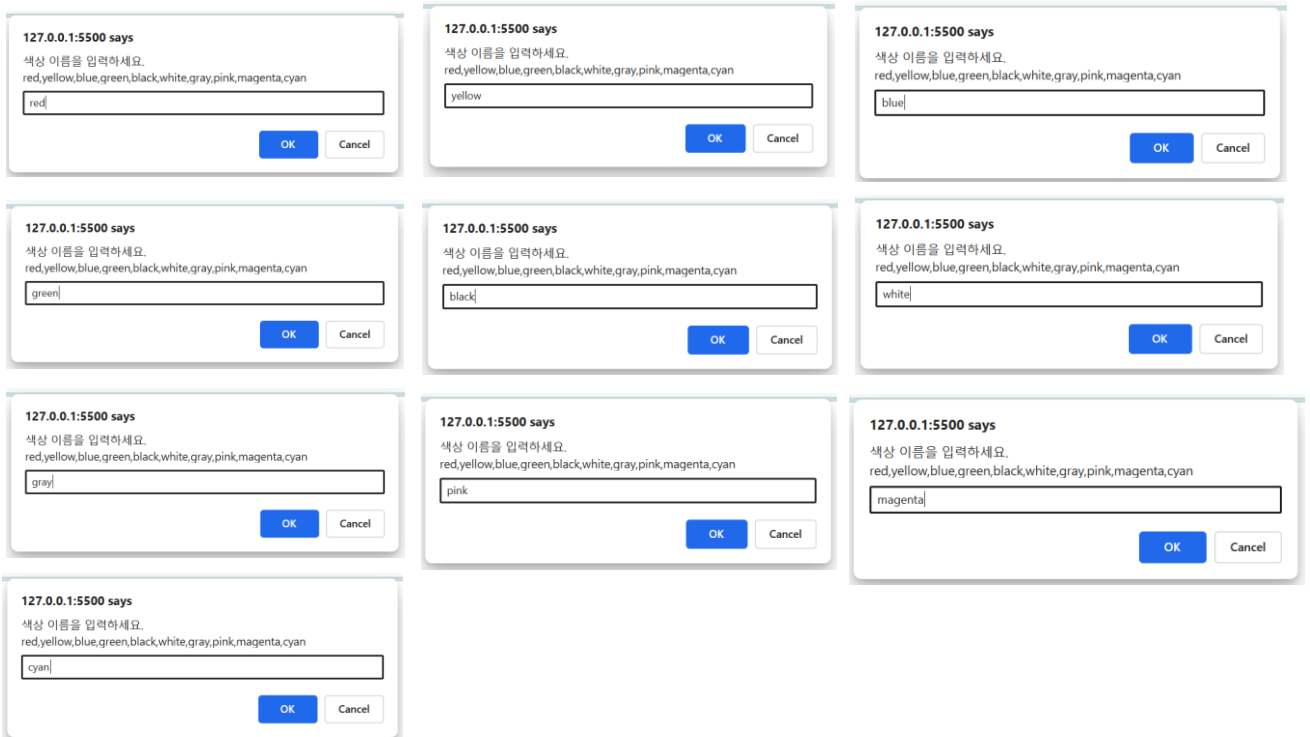 127.0.0.1:5500 says
색상 이름을 입력하세요.
red,yellow,blue,green,black,white,gray,pink,magenta,cyan
red
OK Cancel
127.0.0.1:5500 says
색상 이름을 입력하세요.
red,yellow,blue,green,black,white,gray,pink,magenta,cyan
yellow
OK Cancel
127.0.0.1:5500 says
색상 이름을 입력하세요.
red,yellow,blue,green,black,white,gray,pink,magenta,cyan
blue
OK Cancel
127.0.0.1:5500 says
색상 이름을 입력하세요.
red,yellow,blue,green,black,white,gray,pink,magenta,cyan
green
OK Cancel
127.0.0.1:5500 says
색상 이름을 입력하세요.
red,yellow,blue,green,black,white,gray,pink,magenta,cyan
black
OK Cancel
127.0.0.1:5500 says
색상 이름을 입력하세요.
red,yellow,blue,green,black,white,gray,pink,magenta,cyan
white
OK Cancel
127.0.0.1:5500 says
색상 이름을 입력하세요.
red,yellow,blue,green,black,white,gray,pink,magenta,cyan
gray
OK Cancel
127.0.0.1:5500 says
색상 이름을 입력하세요.
red,yellow,blue,green,black,white,gray,pink,magenta,cyan
pink
OK Cancel
127.0.0.1:5500 says
색상 이름을 입력하세요.
red,yellow,blue,green,black,white,gray,pink,magenta,cyan
magenta
OK Cancel
127.0.0.1:5500 says
색상 이름을 입력하세요.
red,yellow,blue,green,black,white,gray,pink,magenta,cyan
cyan
OK Cancel